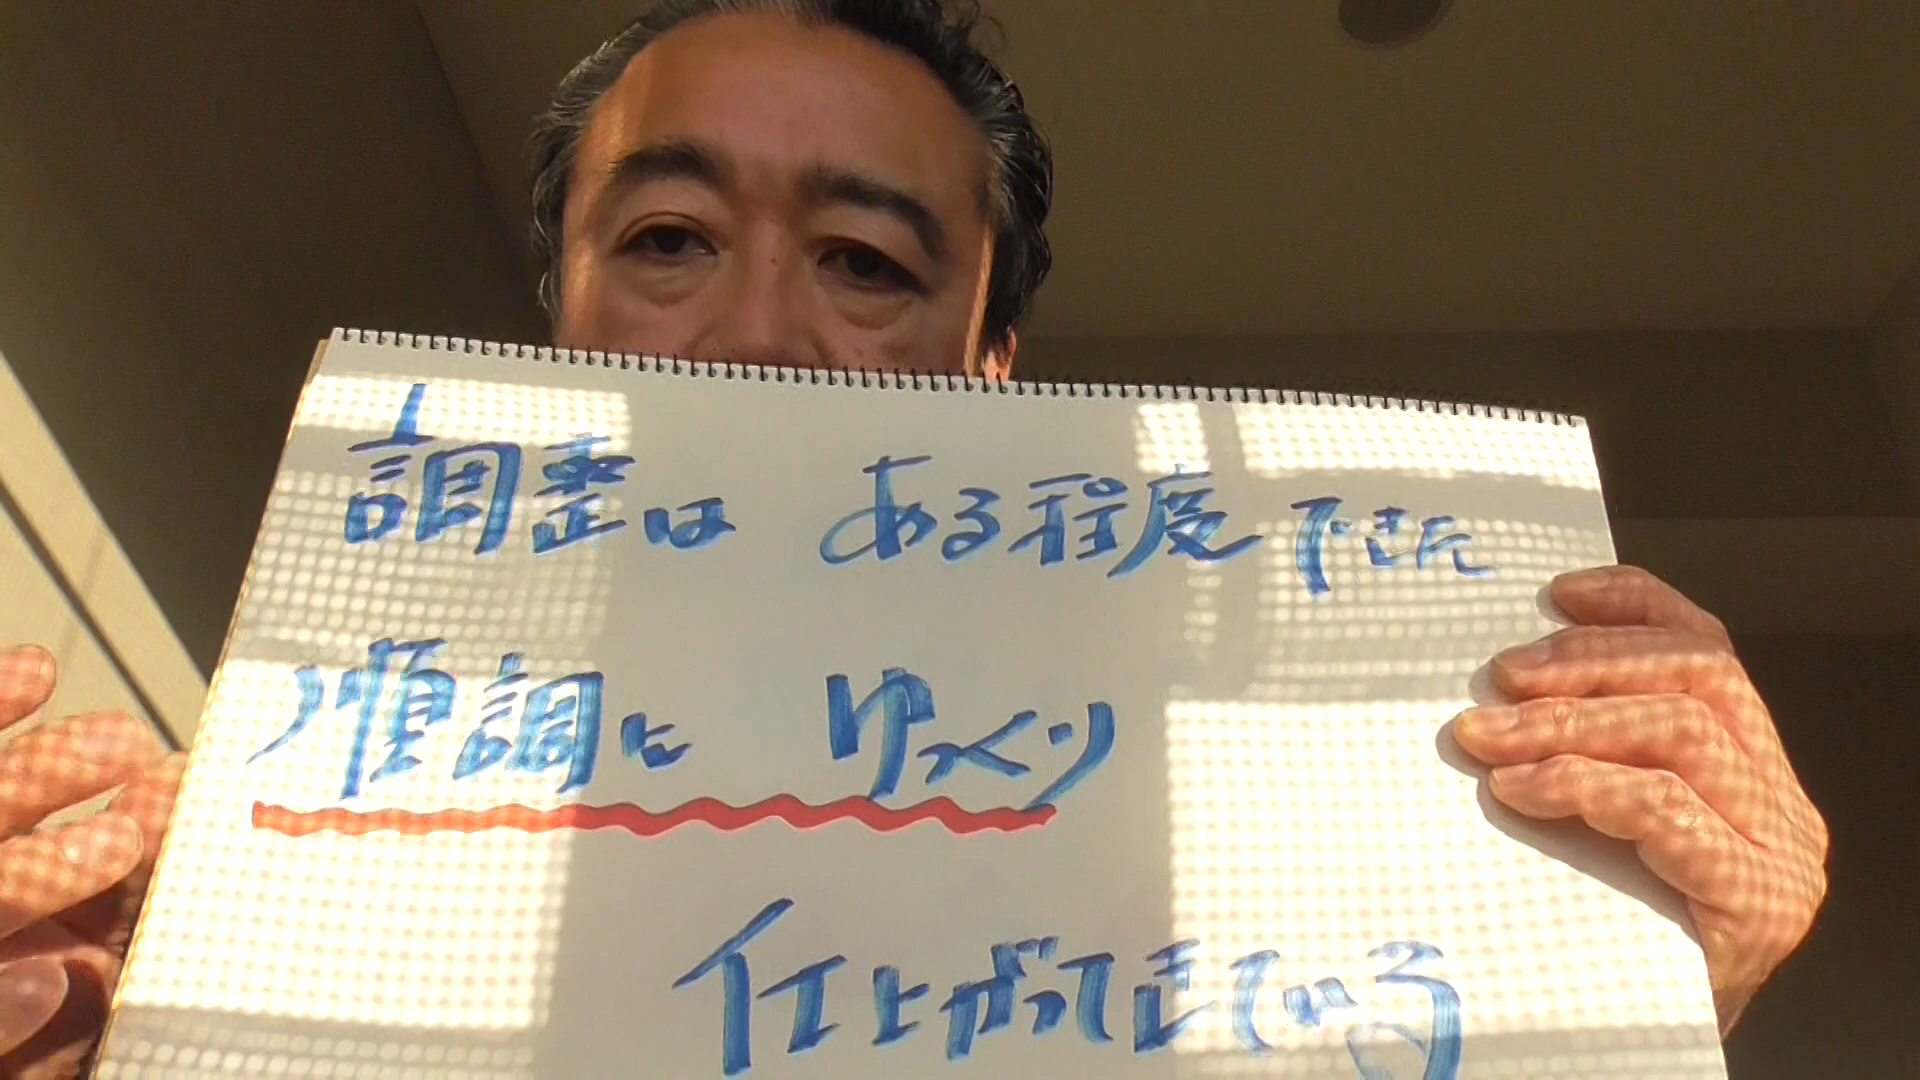 調整は ある程度できた
順調に ゆっくり
仕上がってきている